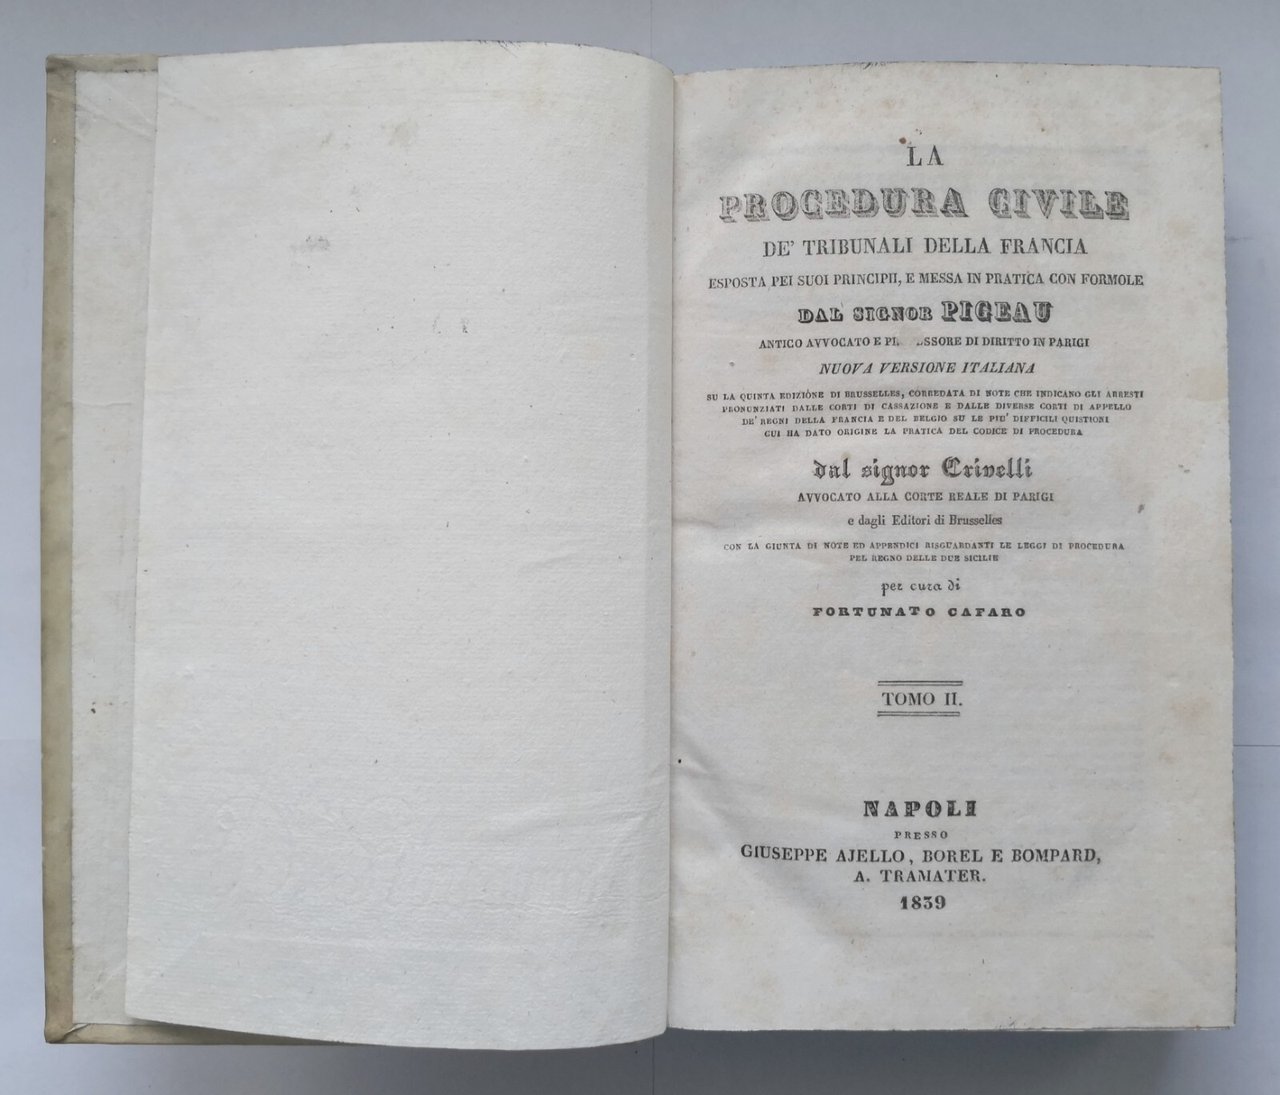 LA
PROCEDURA CIVILE
DE' TRIBUNALI DELLA FRANCIA
ESPOSTA PEI SUOI PRINCIPII, E MESSA IN PRATICA CON FORMOLE
DAL SIGNOR PIGEAU
ANTICO AVVOCATO E DI DIRITTO IN PARIGI
NUOVA VERSIONE ITALIANA
SU LA QUINTA EDIZIONE DI BRUSSELLES, CORREDATA DI NOTE CHE INDICANO GLI ARRESTI
PRONUNZIATI DALLE CORTI DI CASSAZIONE E DALLE DIVERSE CORTI DI APPELLO
DE' REGNI DELLA FRANCIA E DEL BELGIO SU LE PIU' DIFFICILI QUISTIONI
CUI HA DATO ORIGINE LA PRATICA DEL CODICE DI PROCEDURA
dal signor Crivelli
AVVOCATO ALLA CORTE REALE DI PARIGI
e dagli Editori di Brusselles
CON LA GIUNTA DI NOTE ED APPENDICI RISGUARDANTI LE LEGGI DI PROCEDURA
PEL REGNO DELLE DUE SICILIE
per cura di
FORTUNATO CAFARO
TOMO II.
NAPOLI
PRESSO
GIUSEPPE AJELLO, BOREL E BOMPARD,
A. TRAMATER.
1839